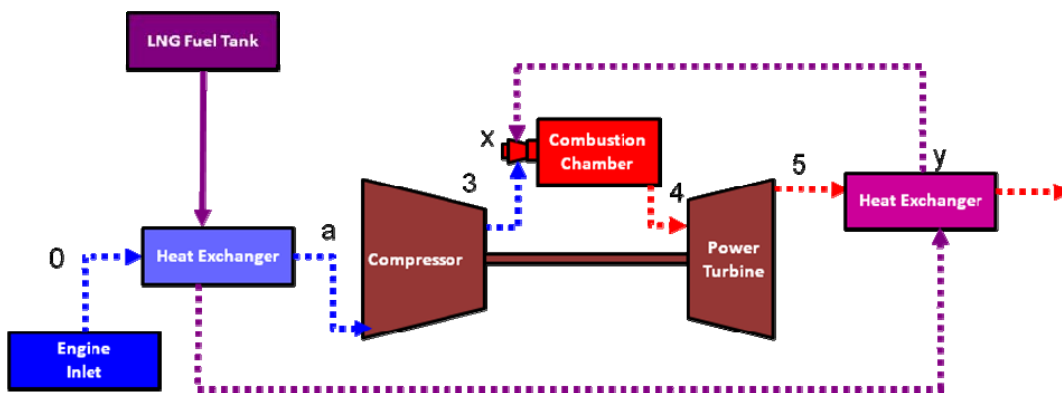 LNG Fuel Tank
x
Combustion
Chamber
3
4
5
y
0
Heat Exchanger
a
Compressor
Power
Turbine
Heat Exchanger
Engine
Inlet